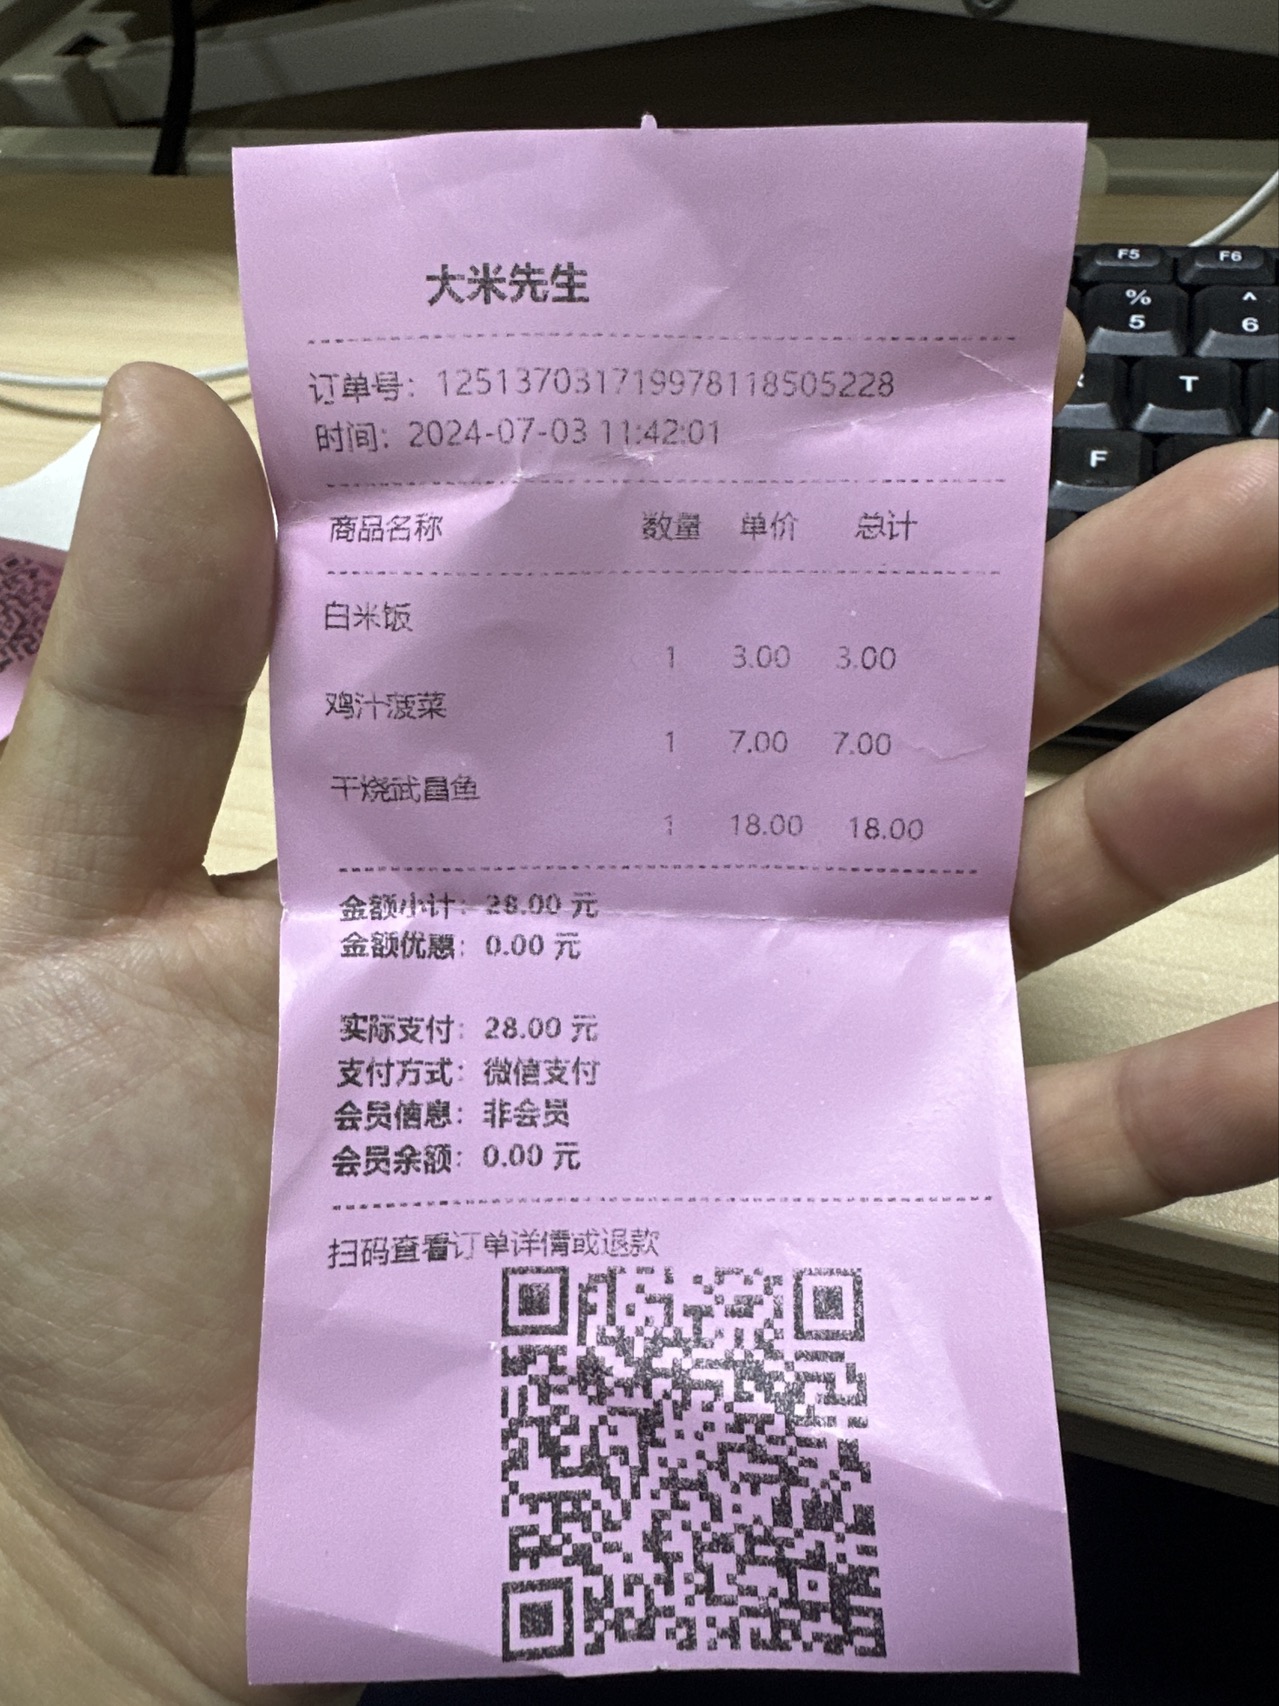 大米先生
订单号：125137031719978118505228
时间：2024-07-03 11:42:01
商品名称 数量 单价 总计
白米饭
1 3.00 3.00
鸡汁菠菜
1 7.00 7.00
干烧武昌鱼
1 18.00 18.00
金额小计：28.00 元
金额优惠：0.00 元
实际支付：28.00 元
支付方式：微信支付
会员信息：非会员
会员余额：0.00 元
扫码查看订单详情或退款
F5 F6
% ^
5 6
T
F